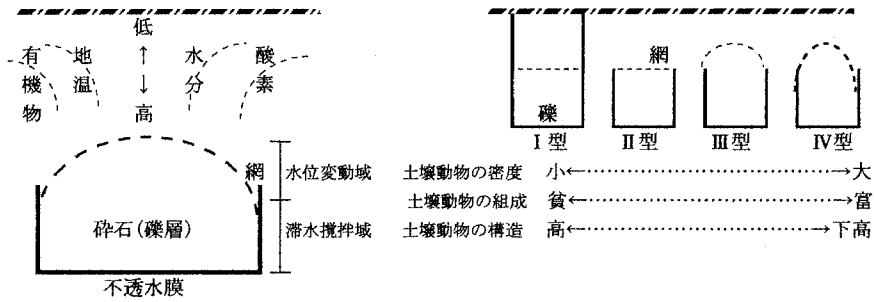 低
↑
↓
高
有機物
地温
水分
酸素
網
砕石(礫層)
不透水膜
水位変動域
滞水撹拌域
網
礫
Ⅰ型 Ⅱ型 Ⅲ型 Ⅳ型
土壌動物の密度 小←→大
土壌動物の組成 貧←→富
土壌動物の構造 高←→下高